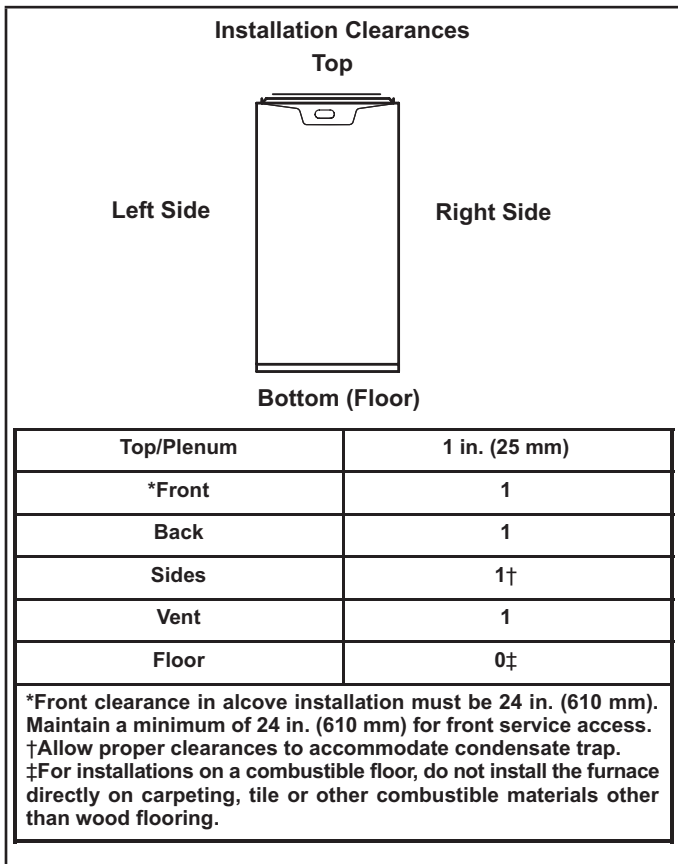 Installation Clearances
Top
Left Side
Right Side
Bottom (Floor)
Top/Plenum 1 in. (25 mm)
*Front 1
Back 1
Sides 1†
Vent 1
Floor 0‡
*Front clearance in alcove installation must be 24 in. (610 mm).
Maintain a minimum of 24 in. (610 mm) for front service access.
†Allow proper clearances to accommodate condensate trap.
‡For installations on a combustible floor, do not install the furnace
directly on carpeting, tile or other combustible materials other
than wood flooring.